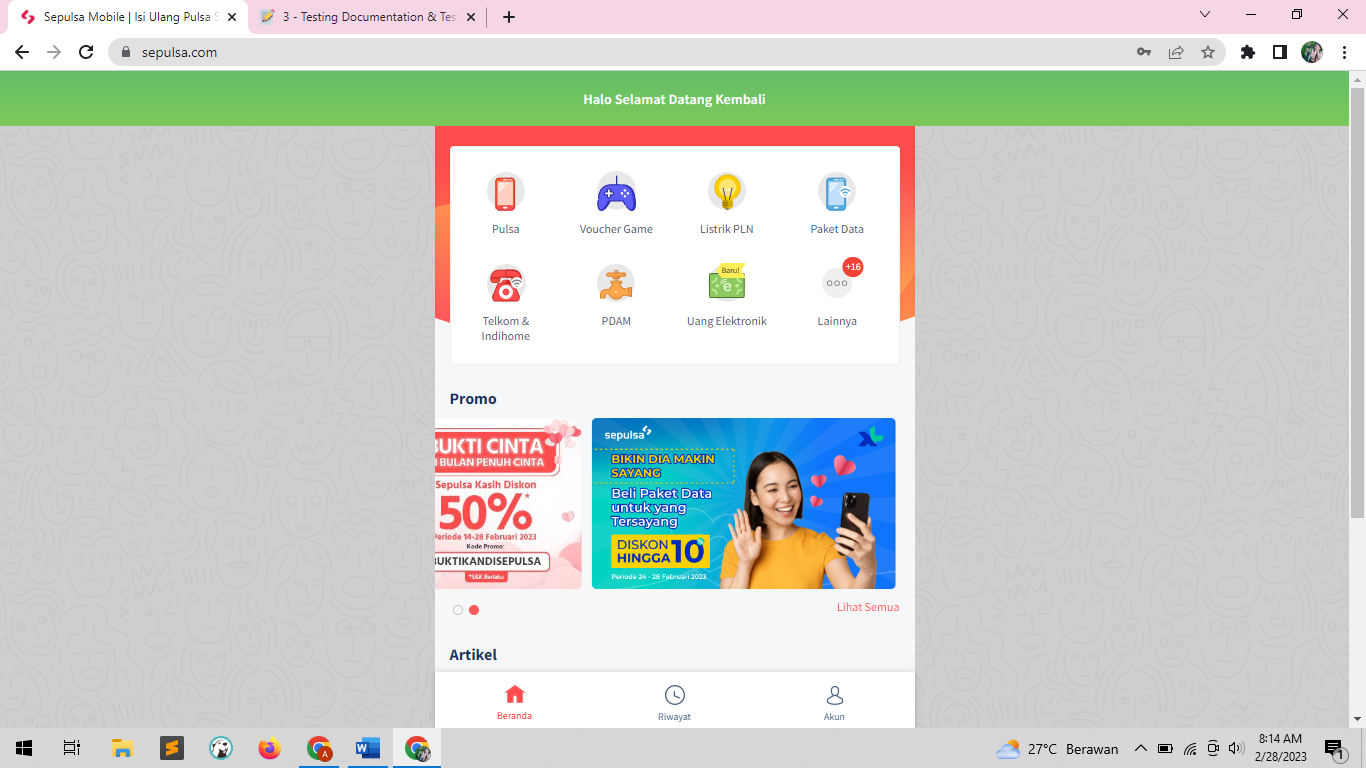 Sepulsa Mobile | Isi Ulang Pulsa S
3 - Testing Documentation & Tes
sepulsa.com
Halo Selamat Datang Kembali
Pulsa
Voucher Game
Listrik PLN
Paket Data
Baru!
+16
Telkom &
Indihome
PDAM
Uang Elektronik
Lainnya
Promo
BUKTI CINTA
DI BULAN PENUH CINTA
Sepulsa Kasih Diskon
50%*
Periode 14-28 Februari 2023
Kode Promo:
BUKTIKANDISEPULSA
*S&K Berlaku
sepulsa
XL
BIKIN DIA MAKIN
SAYANG
Beli Paket Data
untuk yang
Tersayang
DISKON
HINGGA 10%
Periode 24 - 28 Februari 2023
Lihat Semua
Artikel
Beranda
Riwayat
Akun
27°C Berawan
8:14 AM
2/28/2023
1